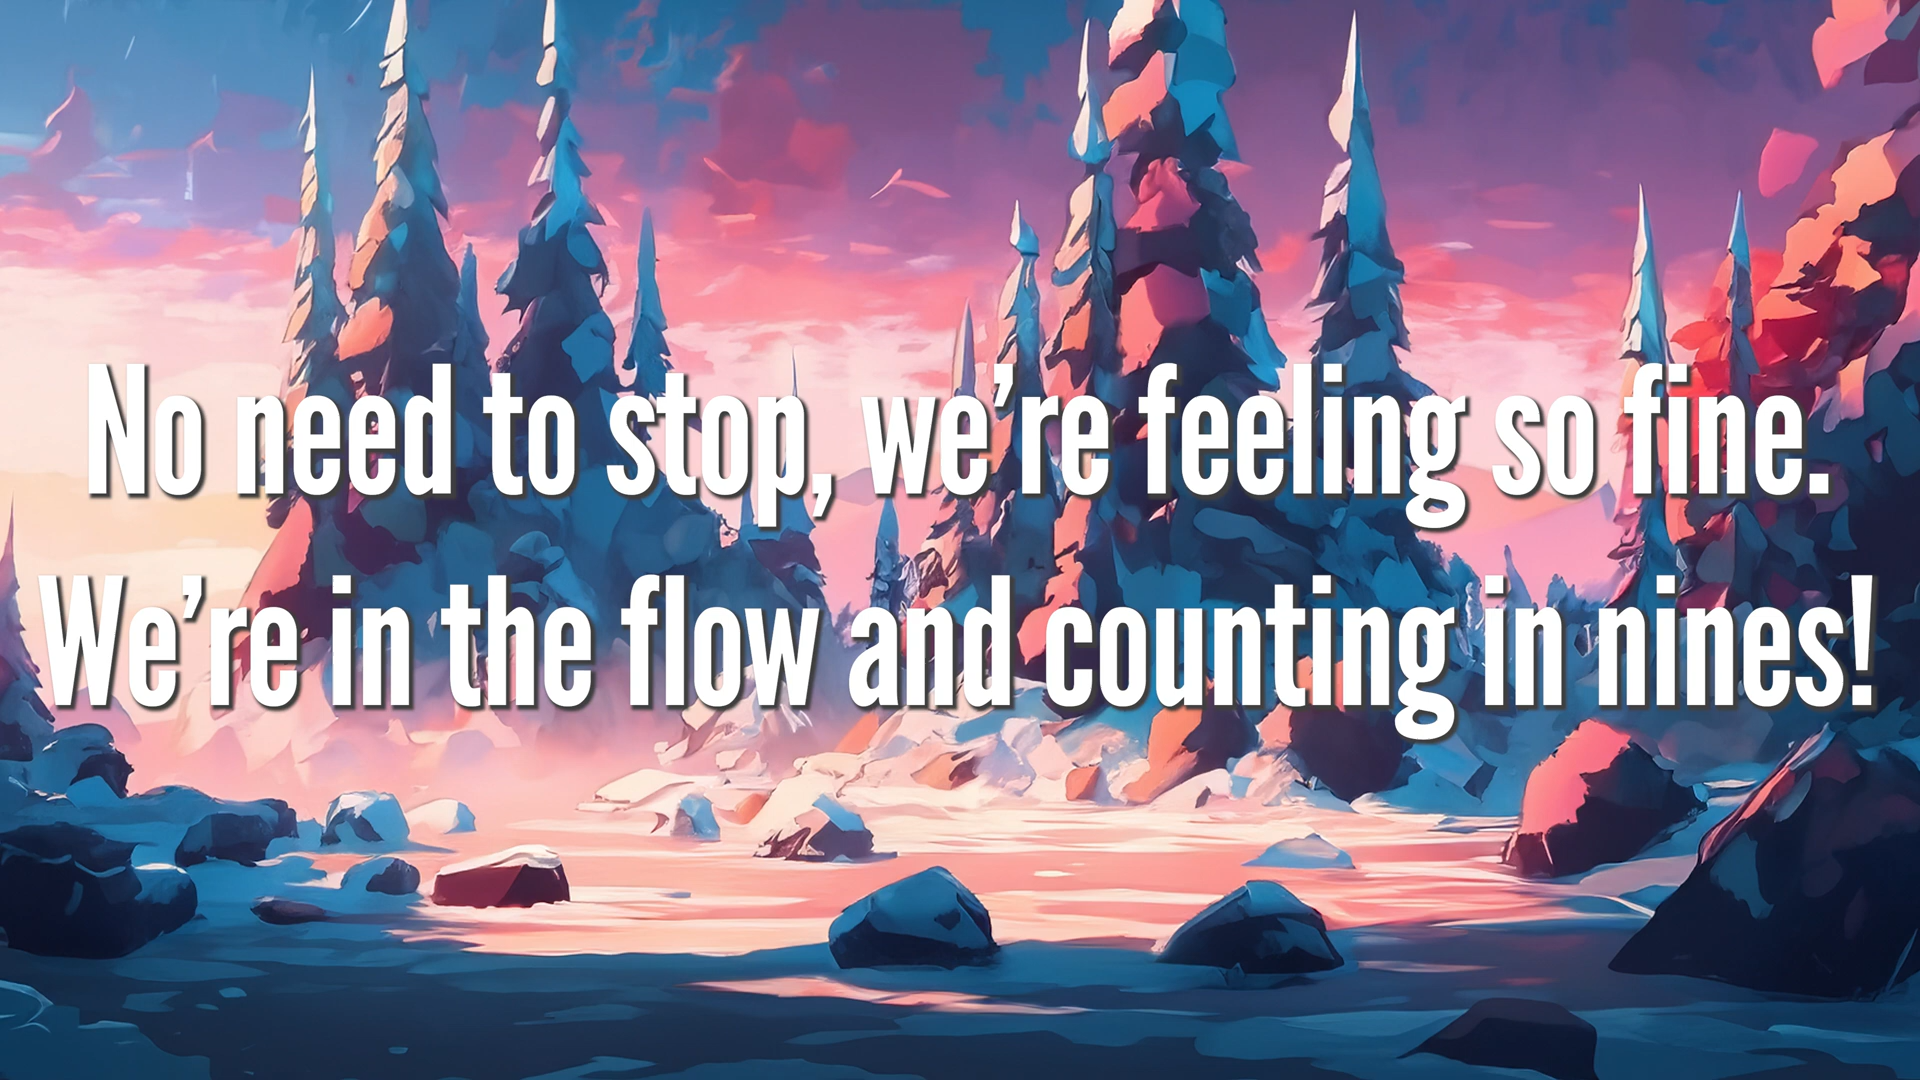 No need to stop, we’re feeling so fine.
We’re in the flow and counting in nines!